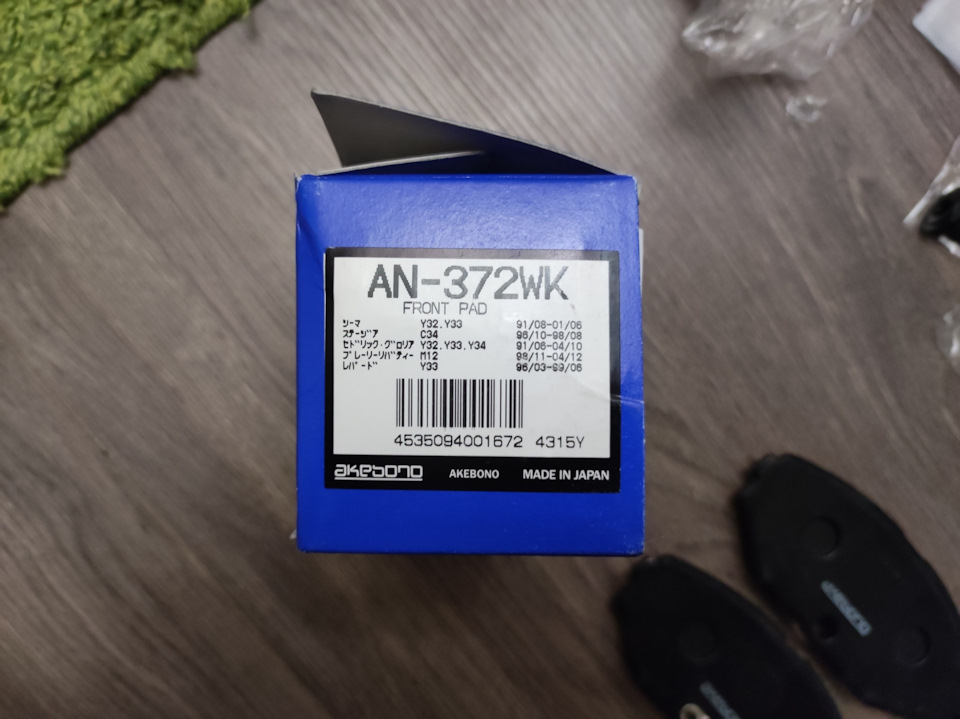 AN-372WK
FRONT PAD
シーマ Y32.Y33 91/08-01/06
ステージア C34 96/10-98/08
セドリック・グロリア Y32.Y33.Y34 91/06-04/10
プレーリーリバティー M12 98/11-04/12
レパード Y33 96/03-99/06
4535094001672 4315Y
akebono AKEBONO MADE IN JAPAN